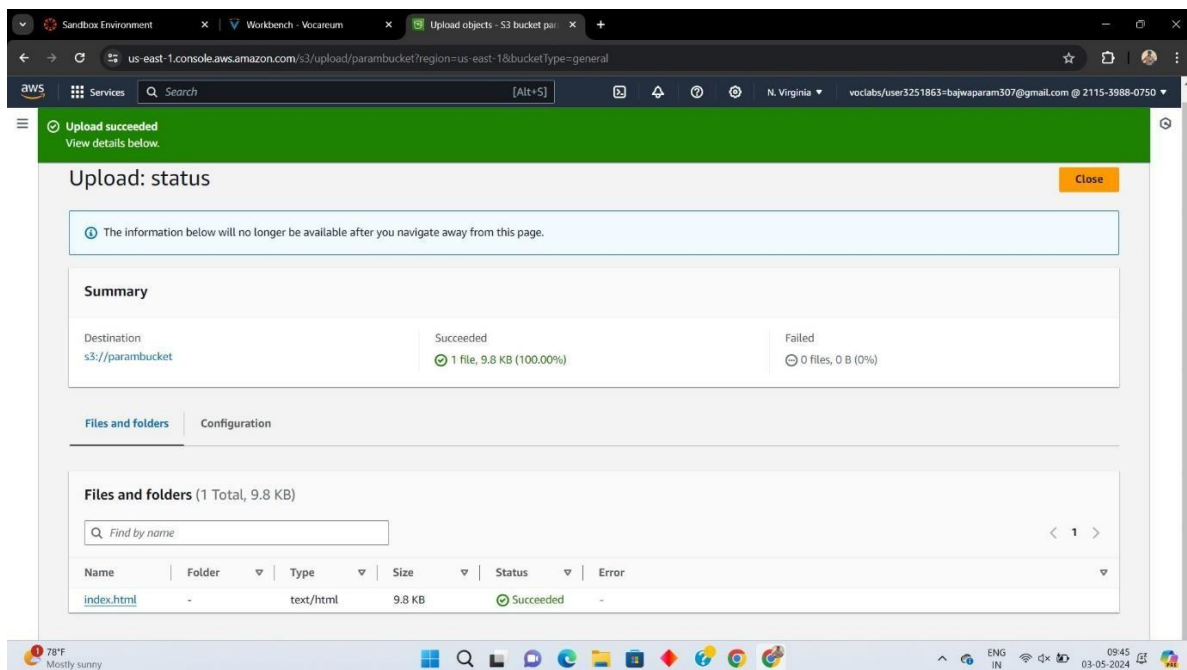 Sandbox Environment
Workbench - Vocareum
Upload objects - S3 bucket par
us-east-1.console.aws.amazon.com/s3/upload/parambucket?region=us-east-1&bucketType=general
aws
Services
Search
[Alt+S]
N. Virginia
voclabs/user3251863=bajwaparam307@gmail.com @ 2115-3988-0750
Upload succeeded
View details below.
Upload: status
Close
The information below will no longer be available after you navigate away from this page.
Summary
Destination
s3://parambucket
Succeeded
1 file, 9.8 KB (100.00%)
Failed
0 files, 0 B (0%)
Files and folders
Configuration
Files and folders (1 Total, 9.8 KB)
Find by name
1
Name Folder Type Size Status Error
index.html - text/html 9.8 KB Succeeded -
1
78°F
Mostly sunny
ENG
IN
09:45
03-05-2024